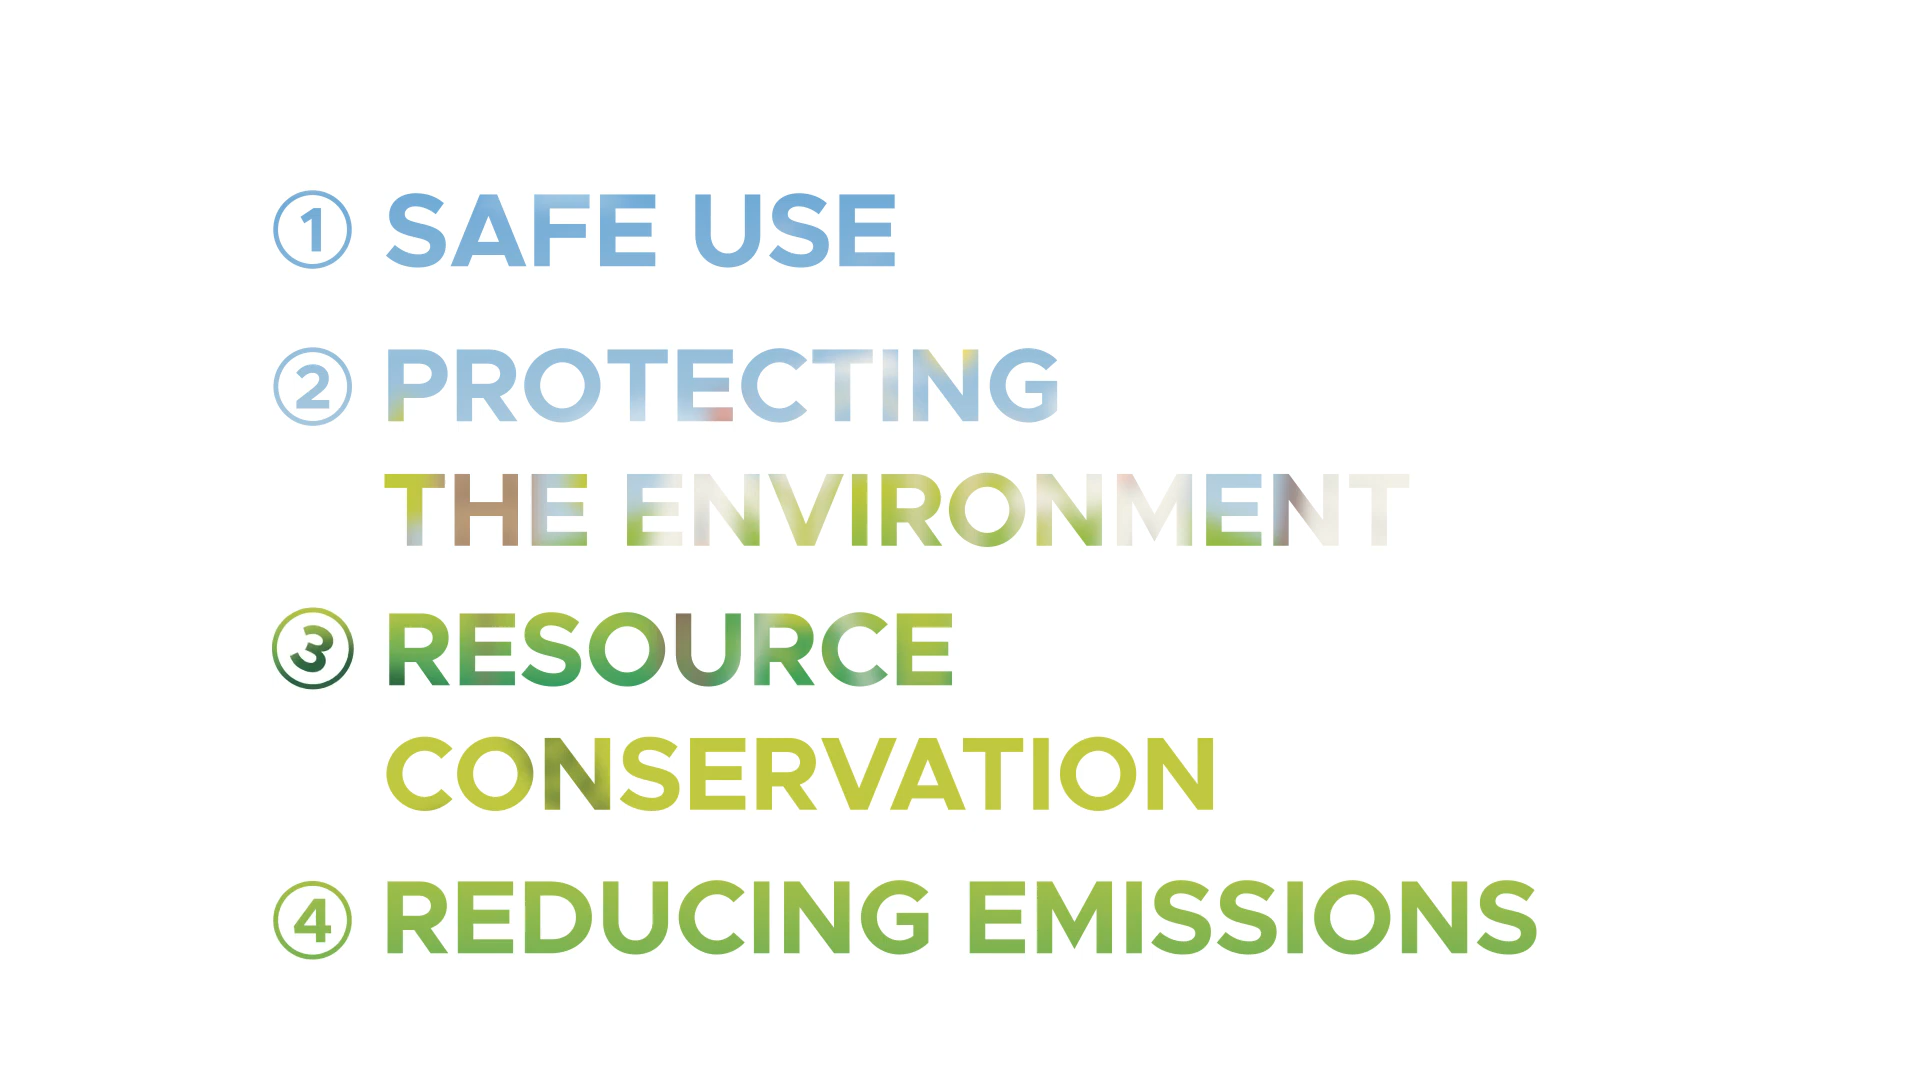 ① SAFE USE
② PROTECTING
THE ENVIRONMENT
③ RESOURCE
CONSERVATION
④ REDUCING EMISSIONS